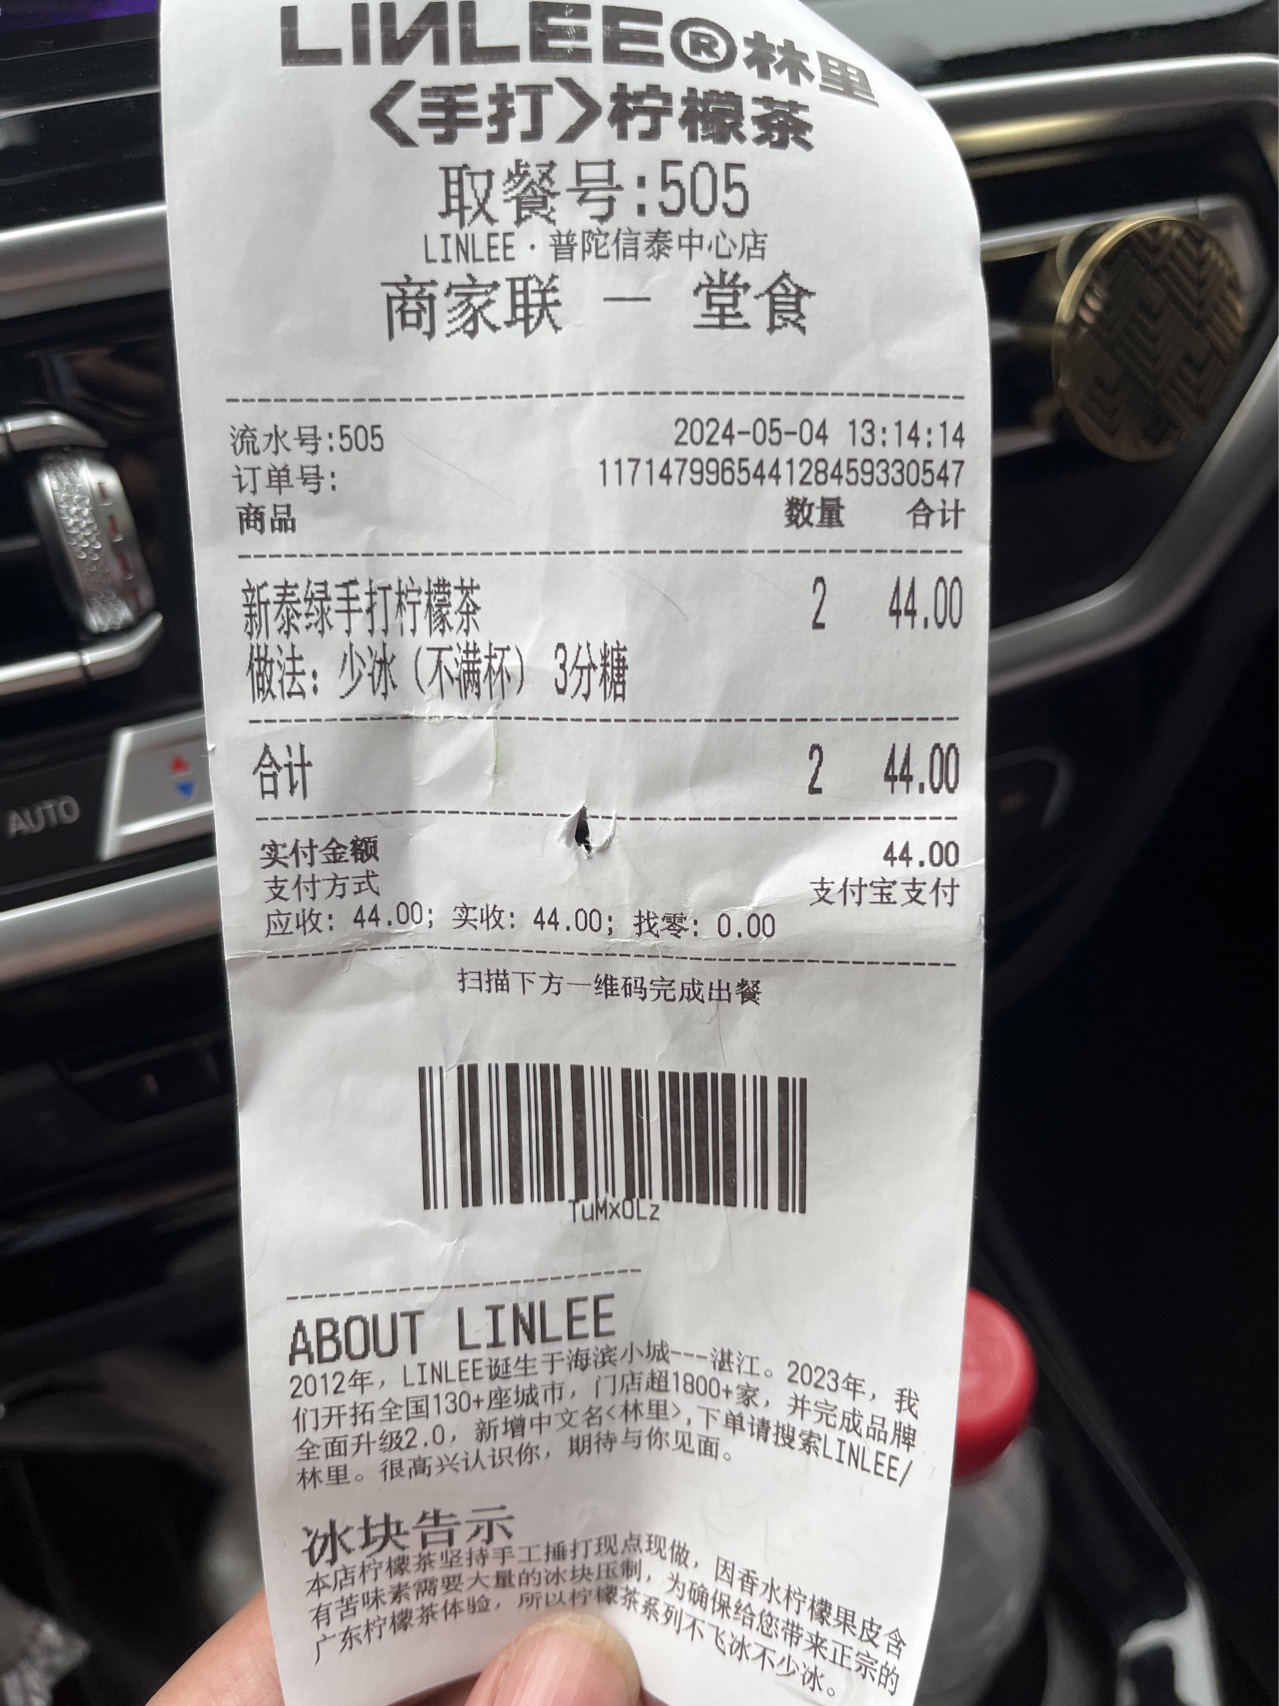 LINLEE®林里
<手打>柠檬茶
取餐号:505
LINLEE·普陀信泰中心店
商家联 — 堂食
流水号:505 2024-05-04 13:14:14
订单号: 117147996544128459330547
商品 数量 合计
新泰绿手打柠檬茶 2 44.00
做法: 少冰(不满杯) 3分糖
合计 2 44.00
实付金额 44.00
支付方式 支付宝支付
应收: 44.00; 实收: 44.00; 找零: 0.00
扫描下方一维码完成出餐
TuMxOLz
ABOUT LINLEE
2012年, LINLEE诞生于海滨小城---湛江。2023年, 我
们开拓全国130+座城市, 门店超1800+家, 并完成品牌
全面升级2.0, 新增中文名<林里>,下单请搜索LINLEE/
林里。很高兴认识你, 期待与你见面。
冰块告示
本店柠檬茶坚持手工捶打现点现做, 因香水柠檬果皮含
有苦味素需要大量的冰块压制, 为确保给您带来正宗的
广东柠檬茶体验, 所以柠檬茶系列不飞冰不少冰。
AUTO